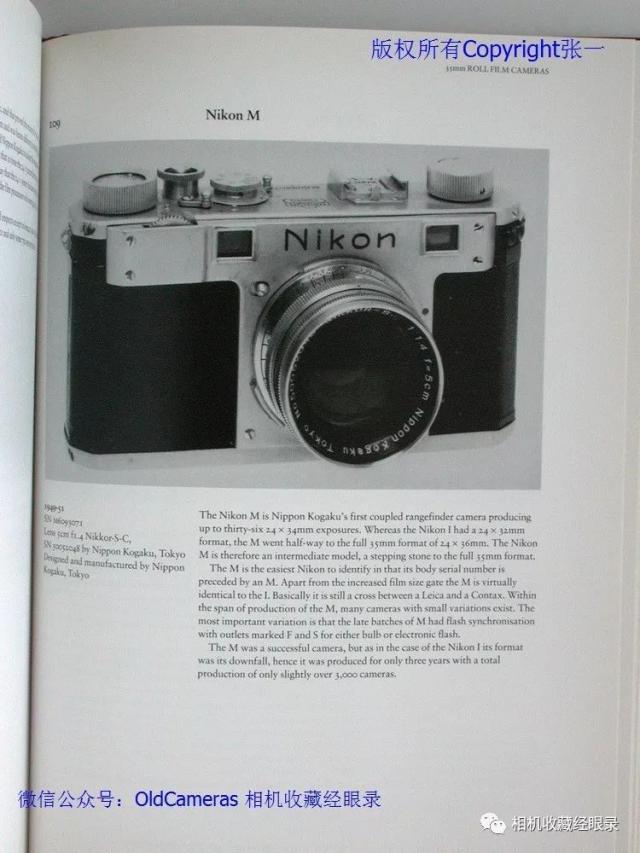 版权所有Copyright张一
35mm ROLL FILM CAMERAS
109
Nikon M
Nikon
1:1.4 f=5cm Nippon Kogaku Tokyo
1949-51
SN M6093071
Lens 5cm f1.4 Nikkor-S-C,
SN 50051048 by Nippon Kogaku, Tokyo
Designed and manufactured by Nippon
Kogaku, Tokyo
The Nikon M is Nippon Kogaku's first coupled rangefinder camera producing
up to thirty-six 24 × 34mm exposures. Whereas the Nikon I had a 24 × 32mm
format, the M went half-way to the full 35mm format of 24 × 36mm. The Nikon
M is therefore an intermediate model, a stepping stone to the full 35mm format.
The M is the easiest Nikon to identify in that its body serial number is
preceded by an M. Apart from the increased film size gate the M is virtually
identical to the I. Basically it is still a cross between a Leica and a Contax. Within
the span of production of the M, many cameras with small variations exist. The
most important variation is that the late batches of M had flash synchronisation
with outlets marked F and S for either bulb or electronic flash.
The M was a successful camera, but as in the case of the Nikon I its format
was its downfall, hence it was produced for only three years with a total
production of only slightly over 3,000 cameras.
微信公众号：OldCameras 相机收藏经眼录
相机收藏经眼录